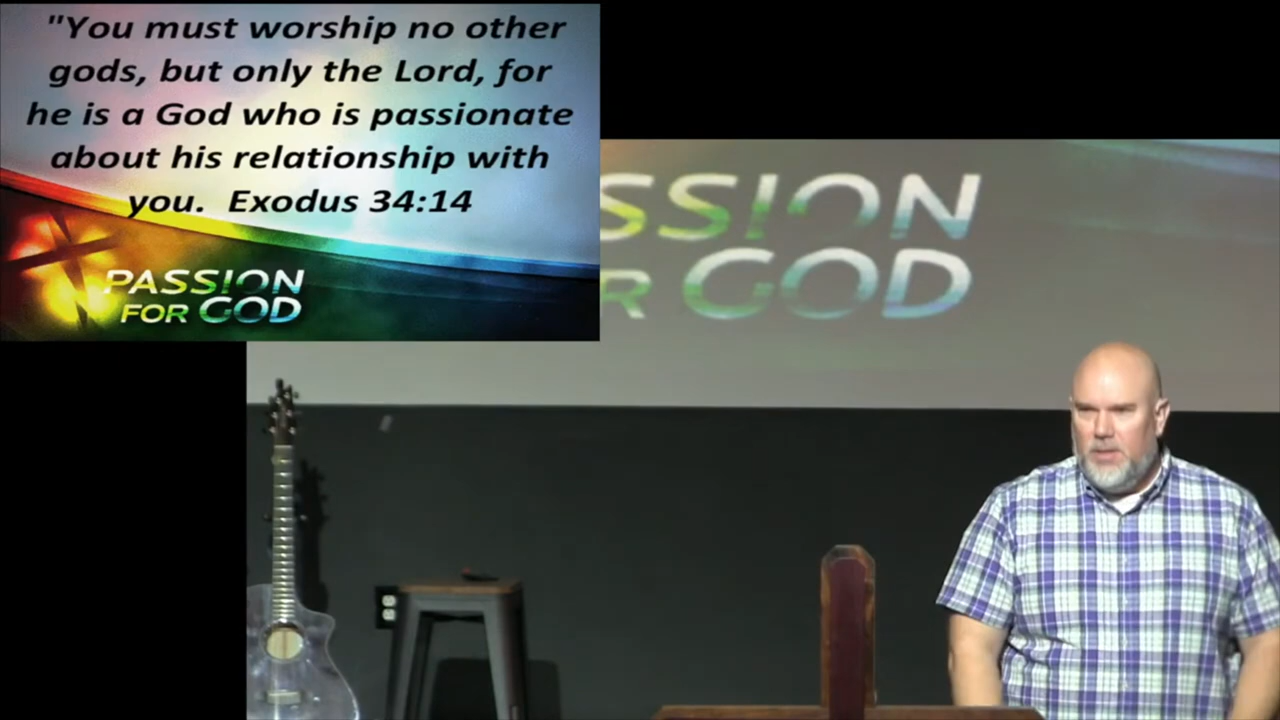 "You must worship no other
gods, but only the Lord, for
he is a God who is passionate
about his relationship with
you.  Exodus 34:14
PASSION
FOR GOD
SSION
R GOD